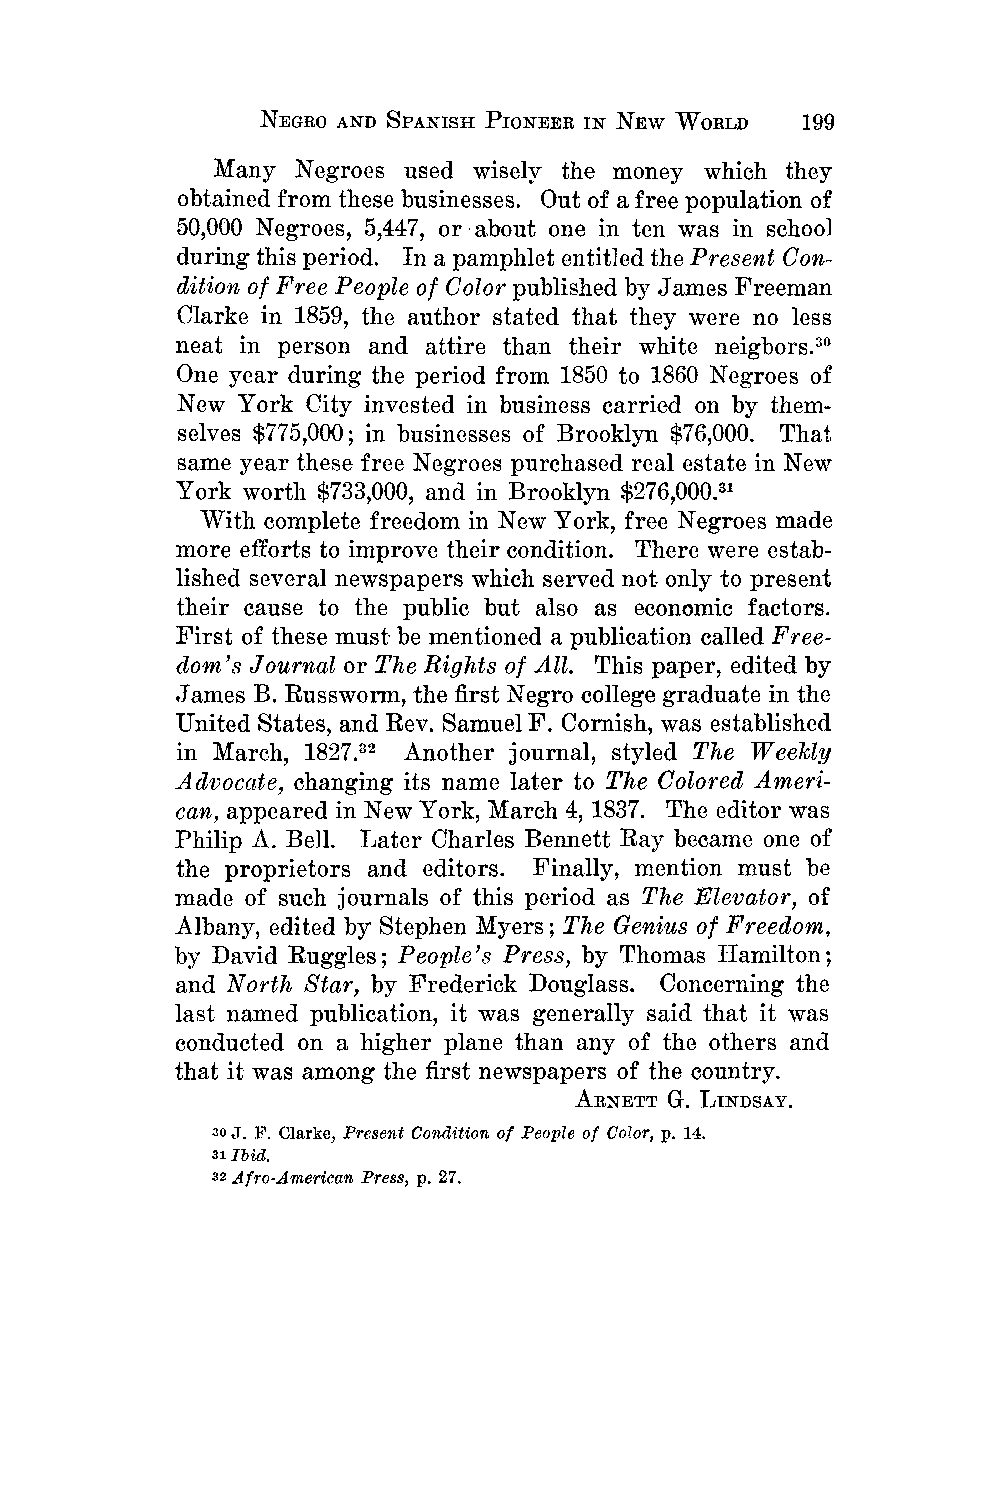 NEGRO AND SPANISH PIONEER IN NEW WORLD 199
Many Negroes used wisely the money which they
obtained from these businesses. Out of a free population of
50,000 Negroes, 5,447, or about one in ten was in school
during this period. In a pamphlet entitled the Present Con-
dition of Free People of Color published by James Freeman
Clarke in 1859, the author stated that they were no less
neat in person and attire than their white neigbors.³⁰
One year during the period from 1850 to 1860 Negroes of
New York City invested in business carried on by them-
selves $775,000; in businesses of Brooklyn $76,000. That
same year these free Negroes purchased real estate in New
York worth $733,000, and in Brooklyn $276,000.³¹
With complete freedom in New York, free Negroes made
more efforts to improve their condition. There were estab-
lished several newspapers which served not only to present
their cause to the public but also as economic factors.
First of these must be mentioned a publication called Free-
dom's Journal or The Rights of All. This paper, edited by
James B. Russworm, the first Negro college graduate in the
United States, and Rev. Samuel F. Cornish, was established
in March, 1827.³² Another journal, styled The Weekly
Advocate, changing its name later to The Colored Ameri-
can, appeared in New York, March 4, 1837. The editor was
Philip A. Bell. Later Charles Bennett Ray became one of
the proprietors and editors. Finally, mention must be
made of such journals of this period as The Elevator, of
Albany, edited by Stephen Myers; The Genius of Freedom,
by David Ruggles; People's Press, by Thomas Hamilton;
and North Star, by Frederick Douglass. Concerning the
last named publication, it was generally said that it was
conducted on a higher plane than any of the others and
that it was among the first newspapers of the country.
ARNETT G. LINDSAY.
³⁰ J. F. Clarke, Present Condition of People of Color, p. 14.
³¹ Ibid.
³² Afro-American Press, p. 27.